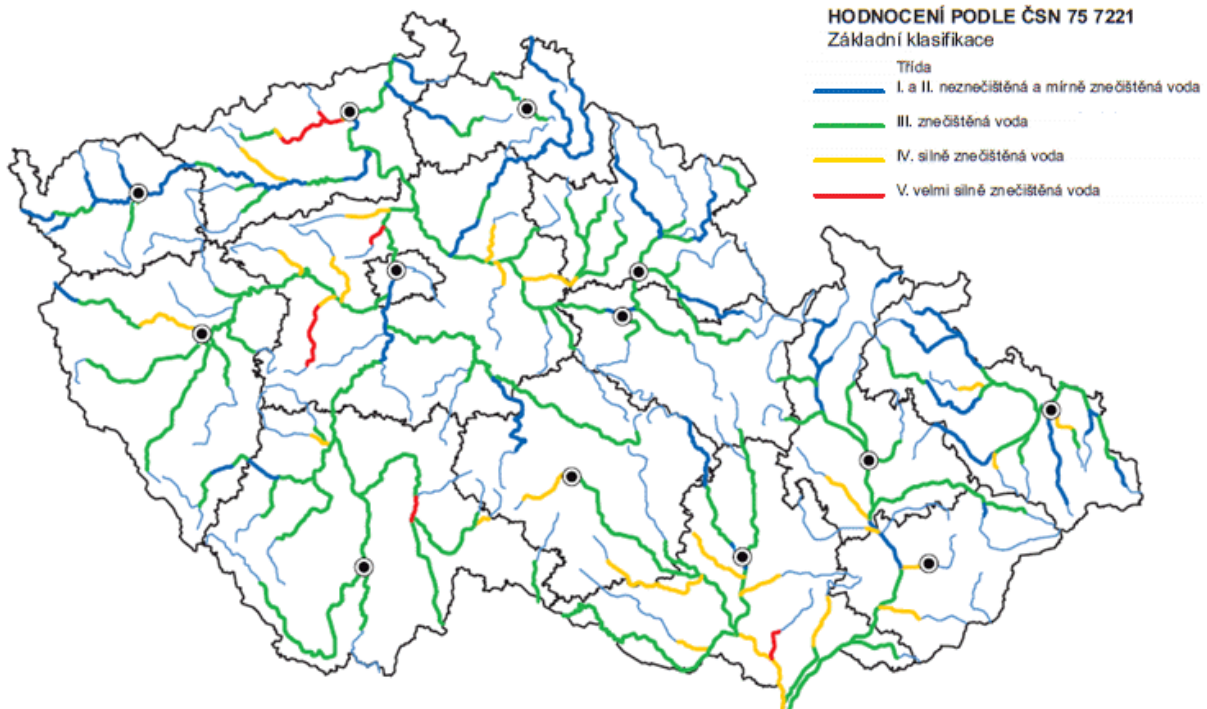 HODNOCENÍ PODLE ČSN 75 7221
Základní klasifikace
Třída
I. a II. neznečištěná a mírně znečištěná voda
III. znečištěná voda
IV. silně znečištěná voda
V. velmi silně znečištěná voda